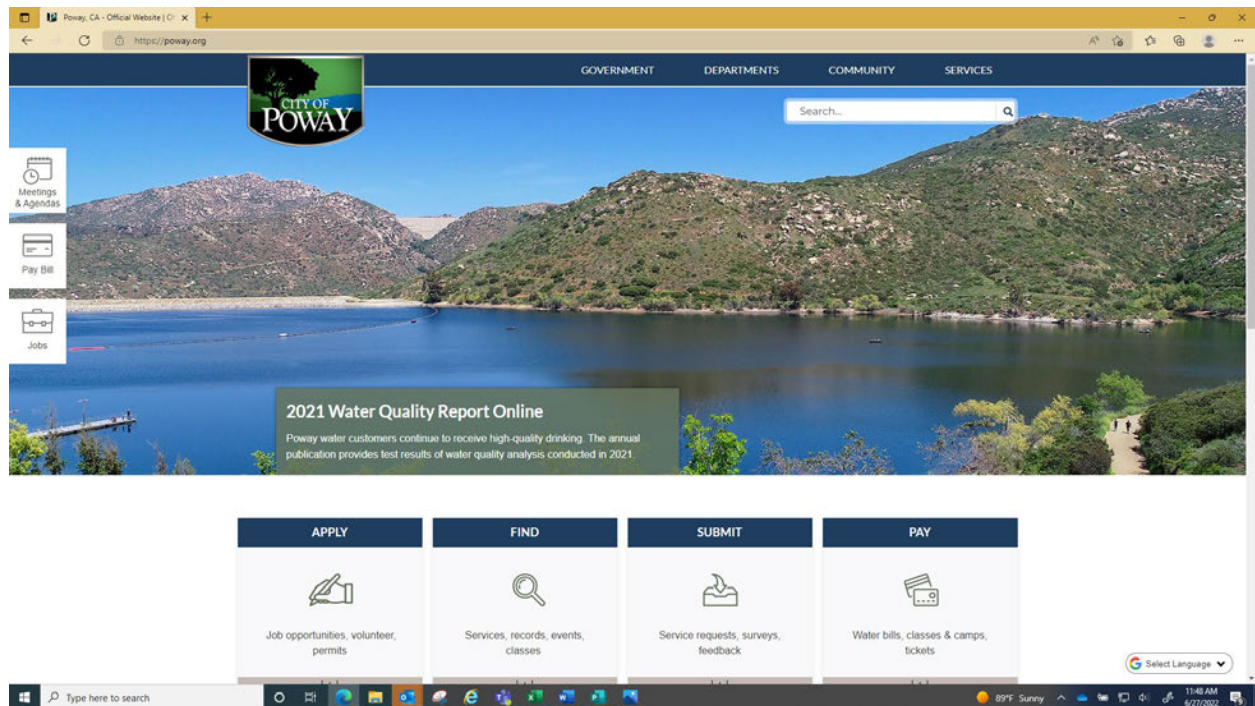 Poway, CA - Official Website | Ci
https://poway.org
CITY OF
POWAY
GOVERNMENT
DEPARTMENTS
COMMUNITY
SERVICES
Search...
Meetings
& Agendas
Pay Bill
Jobs
2021 Water Quality Report Online
Poway water customers continue to receive high-quality drinking. The annual
publication provides test results of water quality analysis conducted in 2021.
APPLY
Job opportunities, volunteer,
permits
FIND
Services, records, events,
classes
SUBMIT
Service requests, surveys,
feedback
PAY
Water bills, classes & camps,
tickets
Select Language
Type here to search
89°F Sunny
11:48 AM
6/27/2022